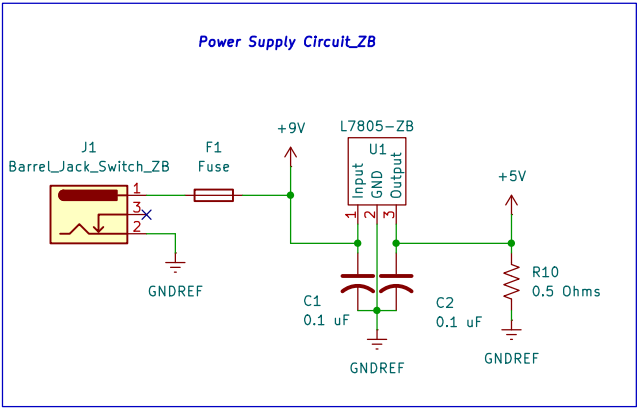 Power Supply Circuit_ZB
J1
Barrel_Jack_Switch_ZB
1
3
2
GNDREF
F1
Fuse
+9V
L7805-ZB
U1
Input
GND
Output
1
2
3
C1
0.1 uF
C2
0.1 uF
GNDREF
+5V
R10
0.5 Ohms
GNDREF